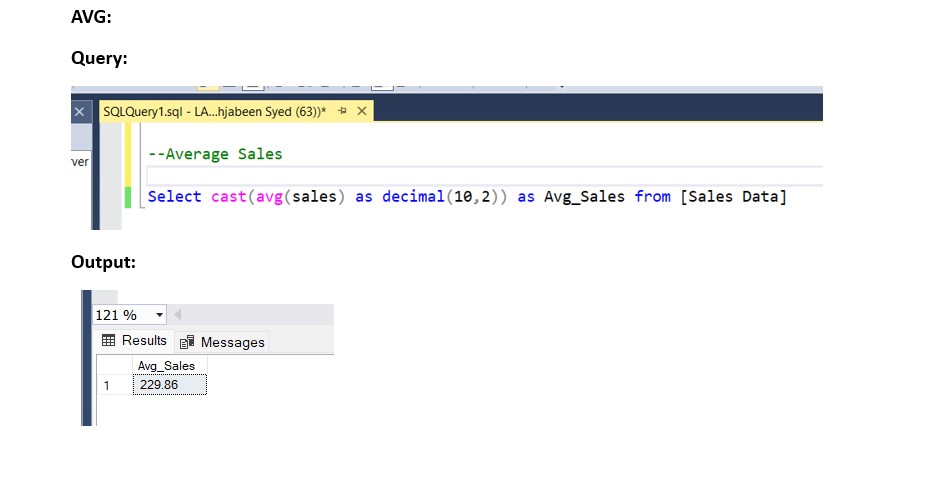 AVG:
Query:
SQLQuery1.sql - LA...hjabeen Syed (63))*
ver
--Average Sales
Select cast(avg(sales) as decimal(10,2)) as Avg_Sales from [Sales Data]
Output:
121 %
Results Messages
Avg_Sales
1 229.86